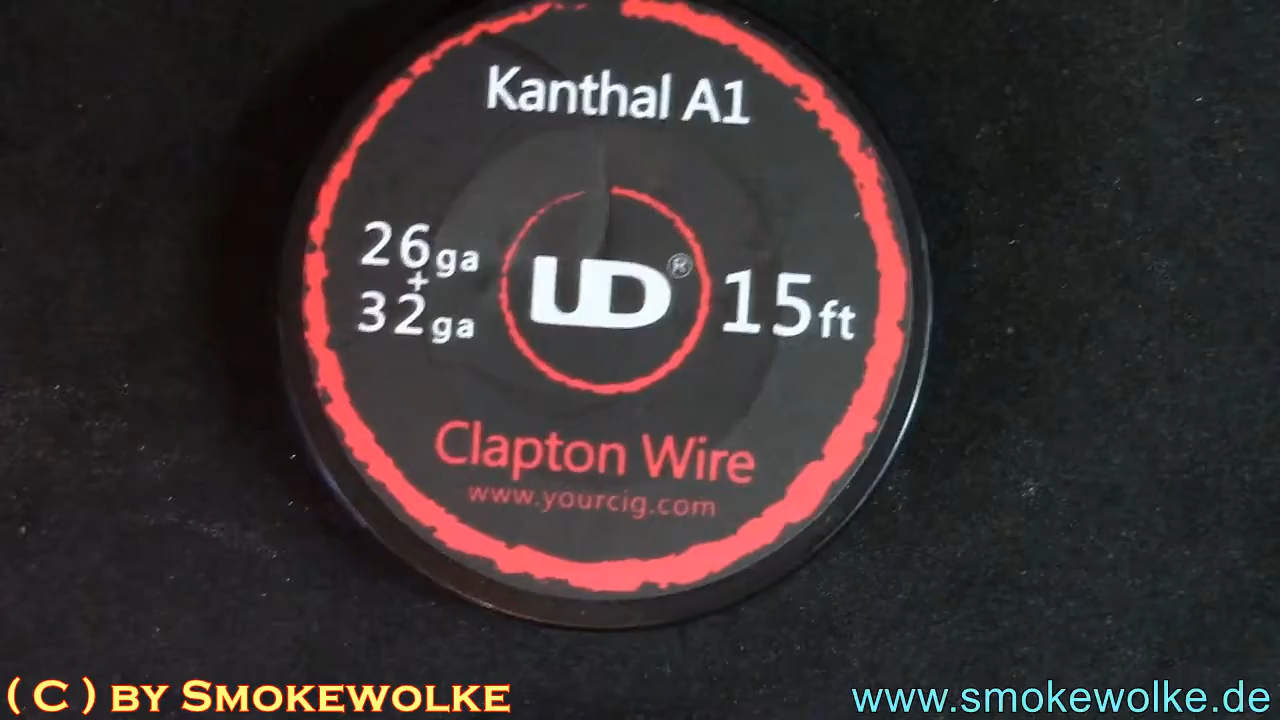 Kanthal A1
26ga
+
32ga
UD®
15ft
Clapton Wire
www.yourcig.com
(C) BY SMOKEWOLKE
www.smokewolke.de